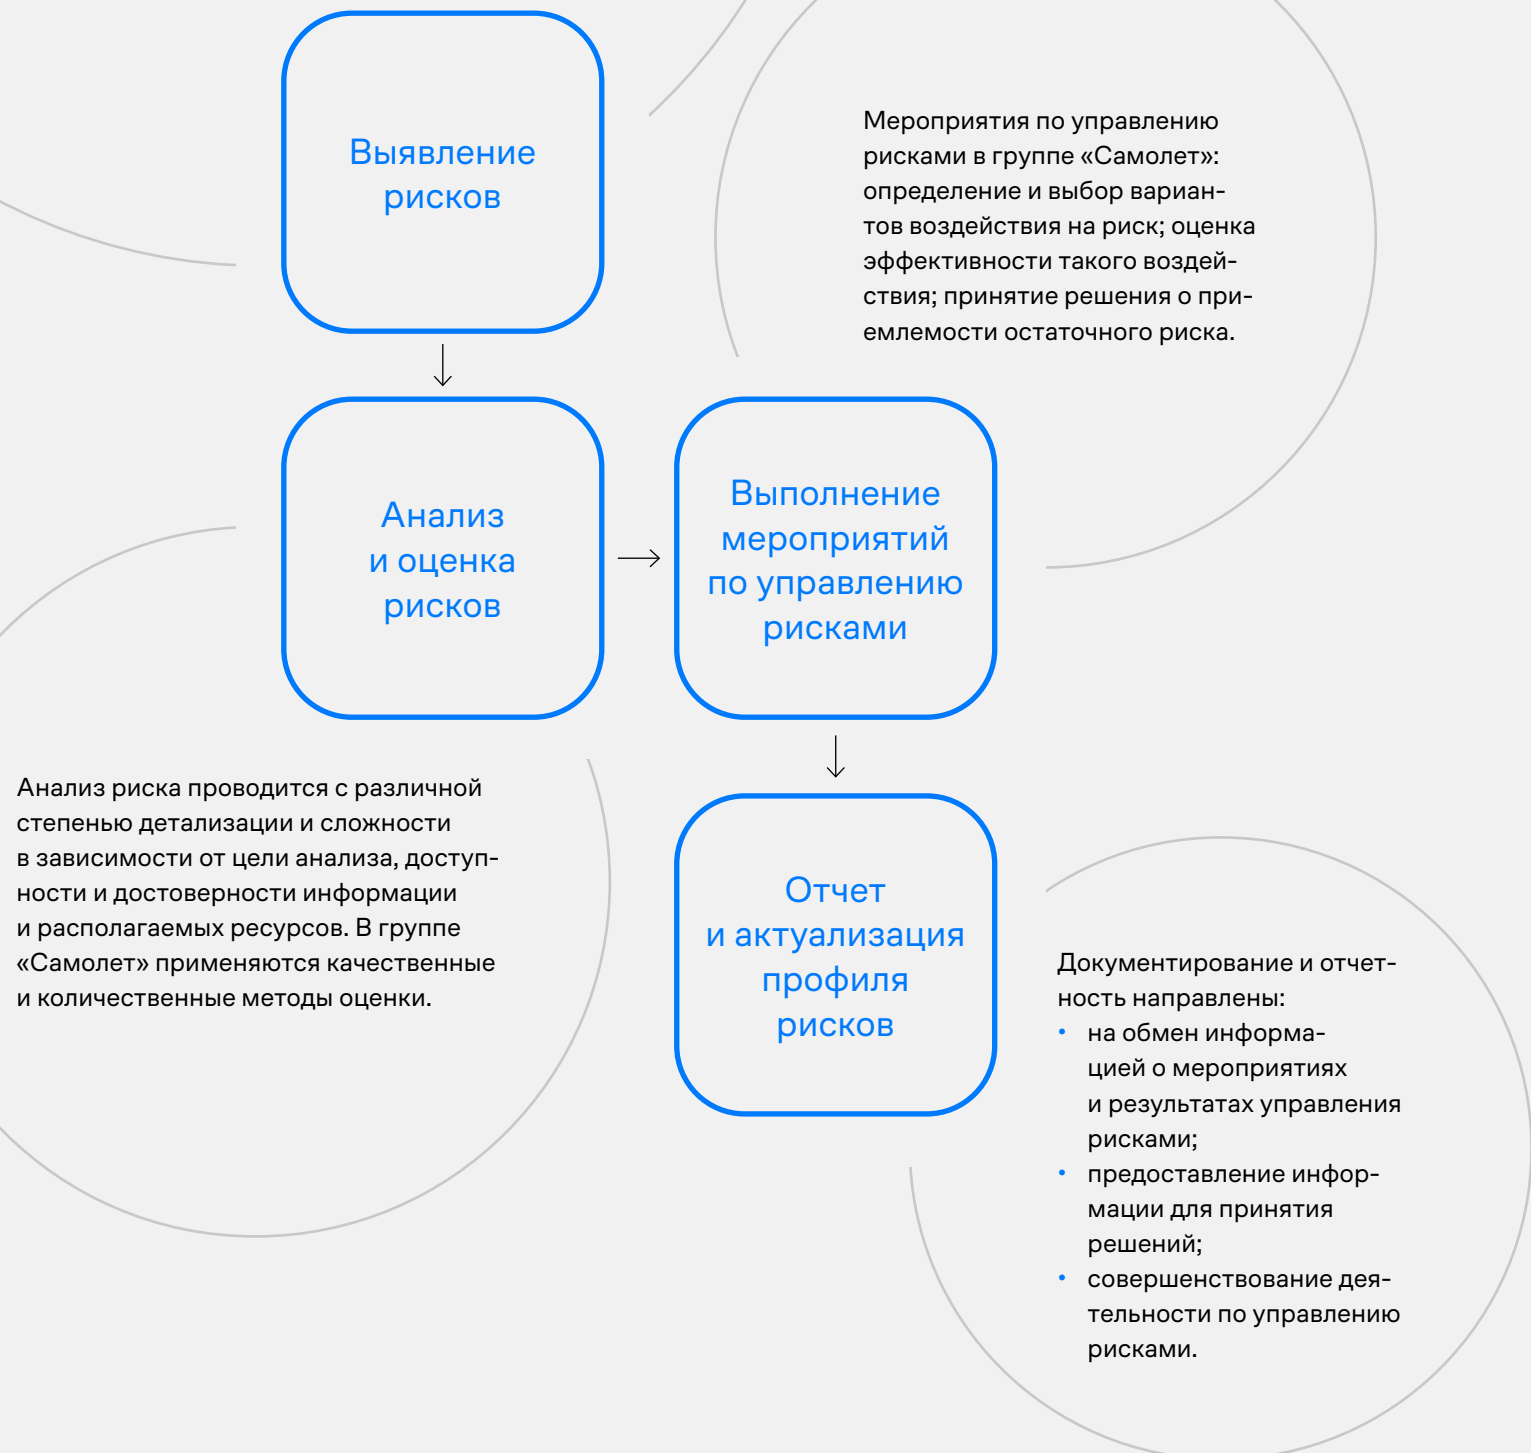 Выявление
рисков
Мероприятия по управлению
рисками в группе «Самолет»:
определение и выбор вариан-
тов воздействия на риск; оценка
эффективности такого воздей-
ствия; принятие решения о при-
емлемости остаточного риска.
Анализ
и оценка
рисков
Выполнение
мероприятий
по управлению
рисками
Анализ риска проводится с различной
степенью детализации и сложности
в зависимости от цели анализа, доступ-
ности и достоверности информации
и располагаемых ресурсов. В группе
«Самолет» применяются качественные
и количественные методы оценки.
Отчет
и актуализация
профиля
рисков
Документирование и отчет-
ность направлены:
• на обмен информа-
цией о мероприятиях
и результатах управления
рисками;
• предоставление инфор-
мации для принятия
решений;
• совершенствование дея-
тельности по управлению
рисками.